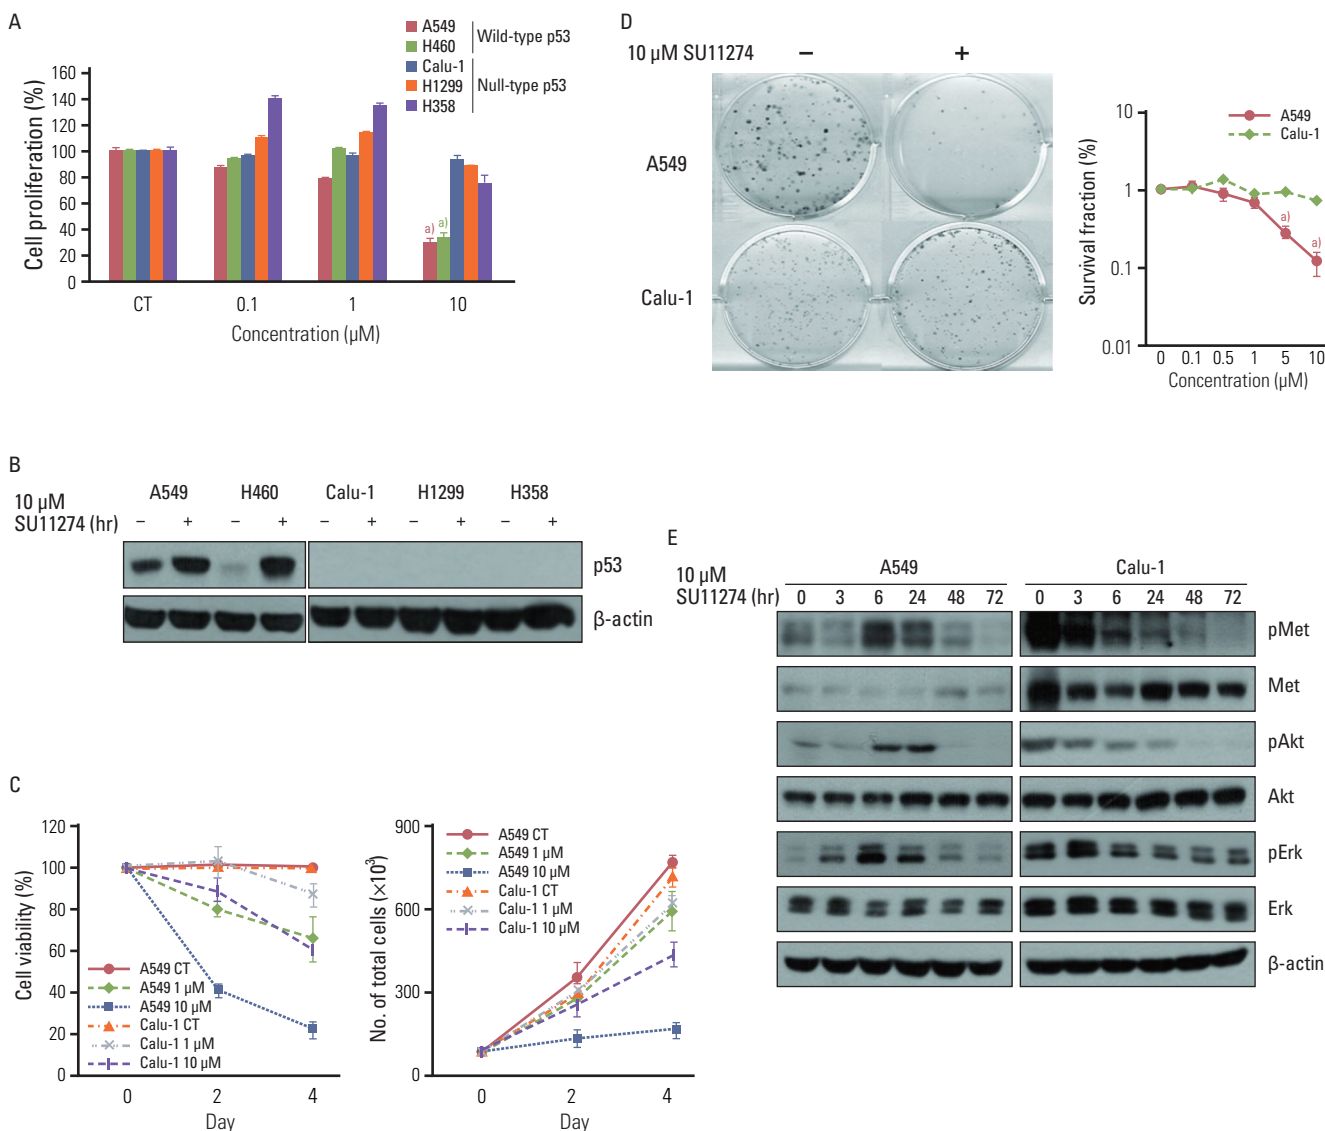 A
A549
H460
Wild-type p53
Calu-1
H1299
H358
Null-type p53
Cell proliferation (%)
160
140
120
100
80
60
40
20
0
a) a)
CT 0.1 1 10
Concentration (µM)
B
10 µM
SU11274 (hr)
A549 H460 Calu-1 H1299 H358
– + – + – + – + – +
p53
β-actin
C
Cell viability (%)
120
100
80
60
40
20
0
A549 CT
A549 1 µM
A549 10 µM
Calu-1 CT
Calu-1 1 µM
Calu-1 10 µM
0 2 4
Day
No. of total cells (×10³)
900
600
300
0
A549 CT
A549 1 µM
A549 10 µM
Calu-1 CT
Calu-1 1 µM
Calu-1 10 µM
0 2 4
Day
D
10 µM SU11274 – +
A549
Calu-1
Survival fraction (%)
10
1
0.1
0.01
A549
Calu-1
a)
a)
0 0.1 0.5 1 5 10
Concentration (µM)
E
10 µM
SU11274 (hr)
A549 Calu-1
0 3 6 24 48 72 0 3 6 24 48 72
pMet
Met
pAkt
Akt
pErk
Erk
β-actin